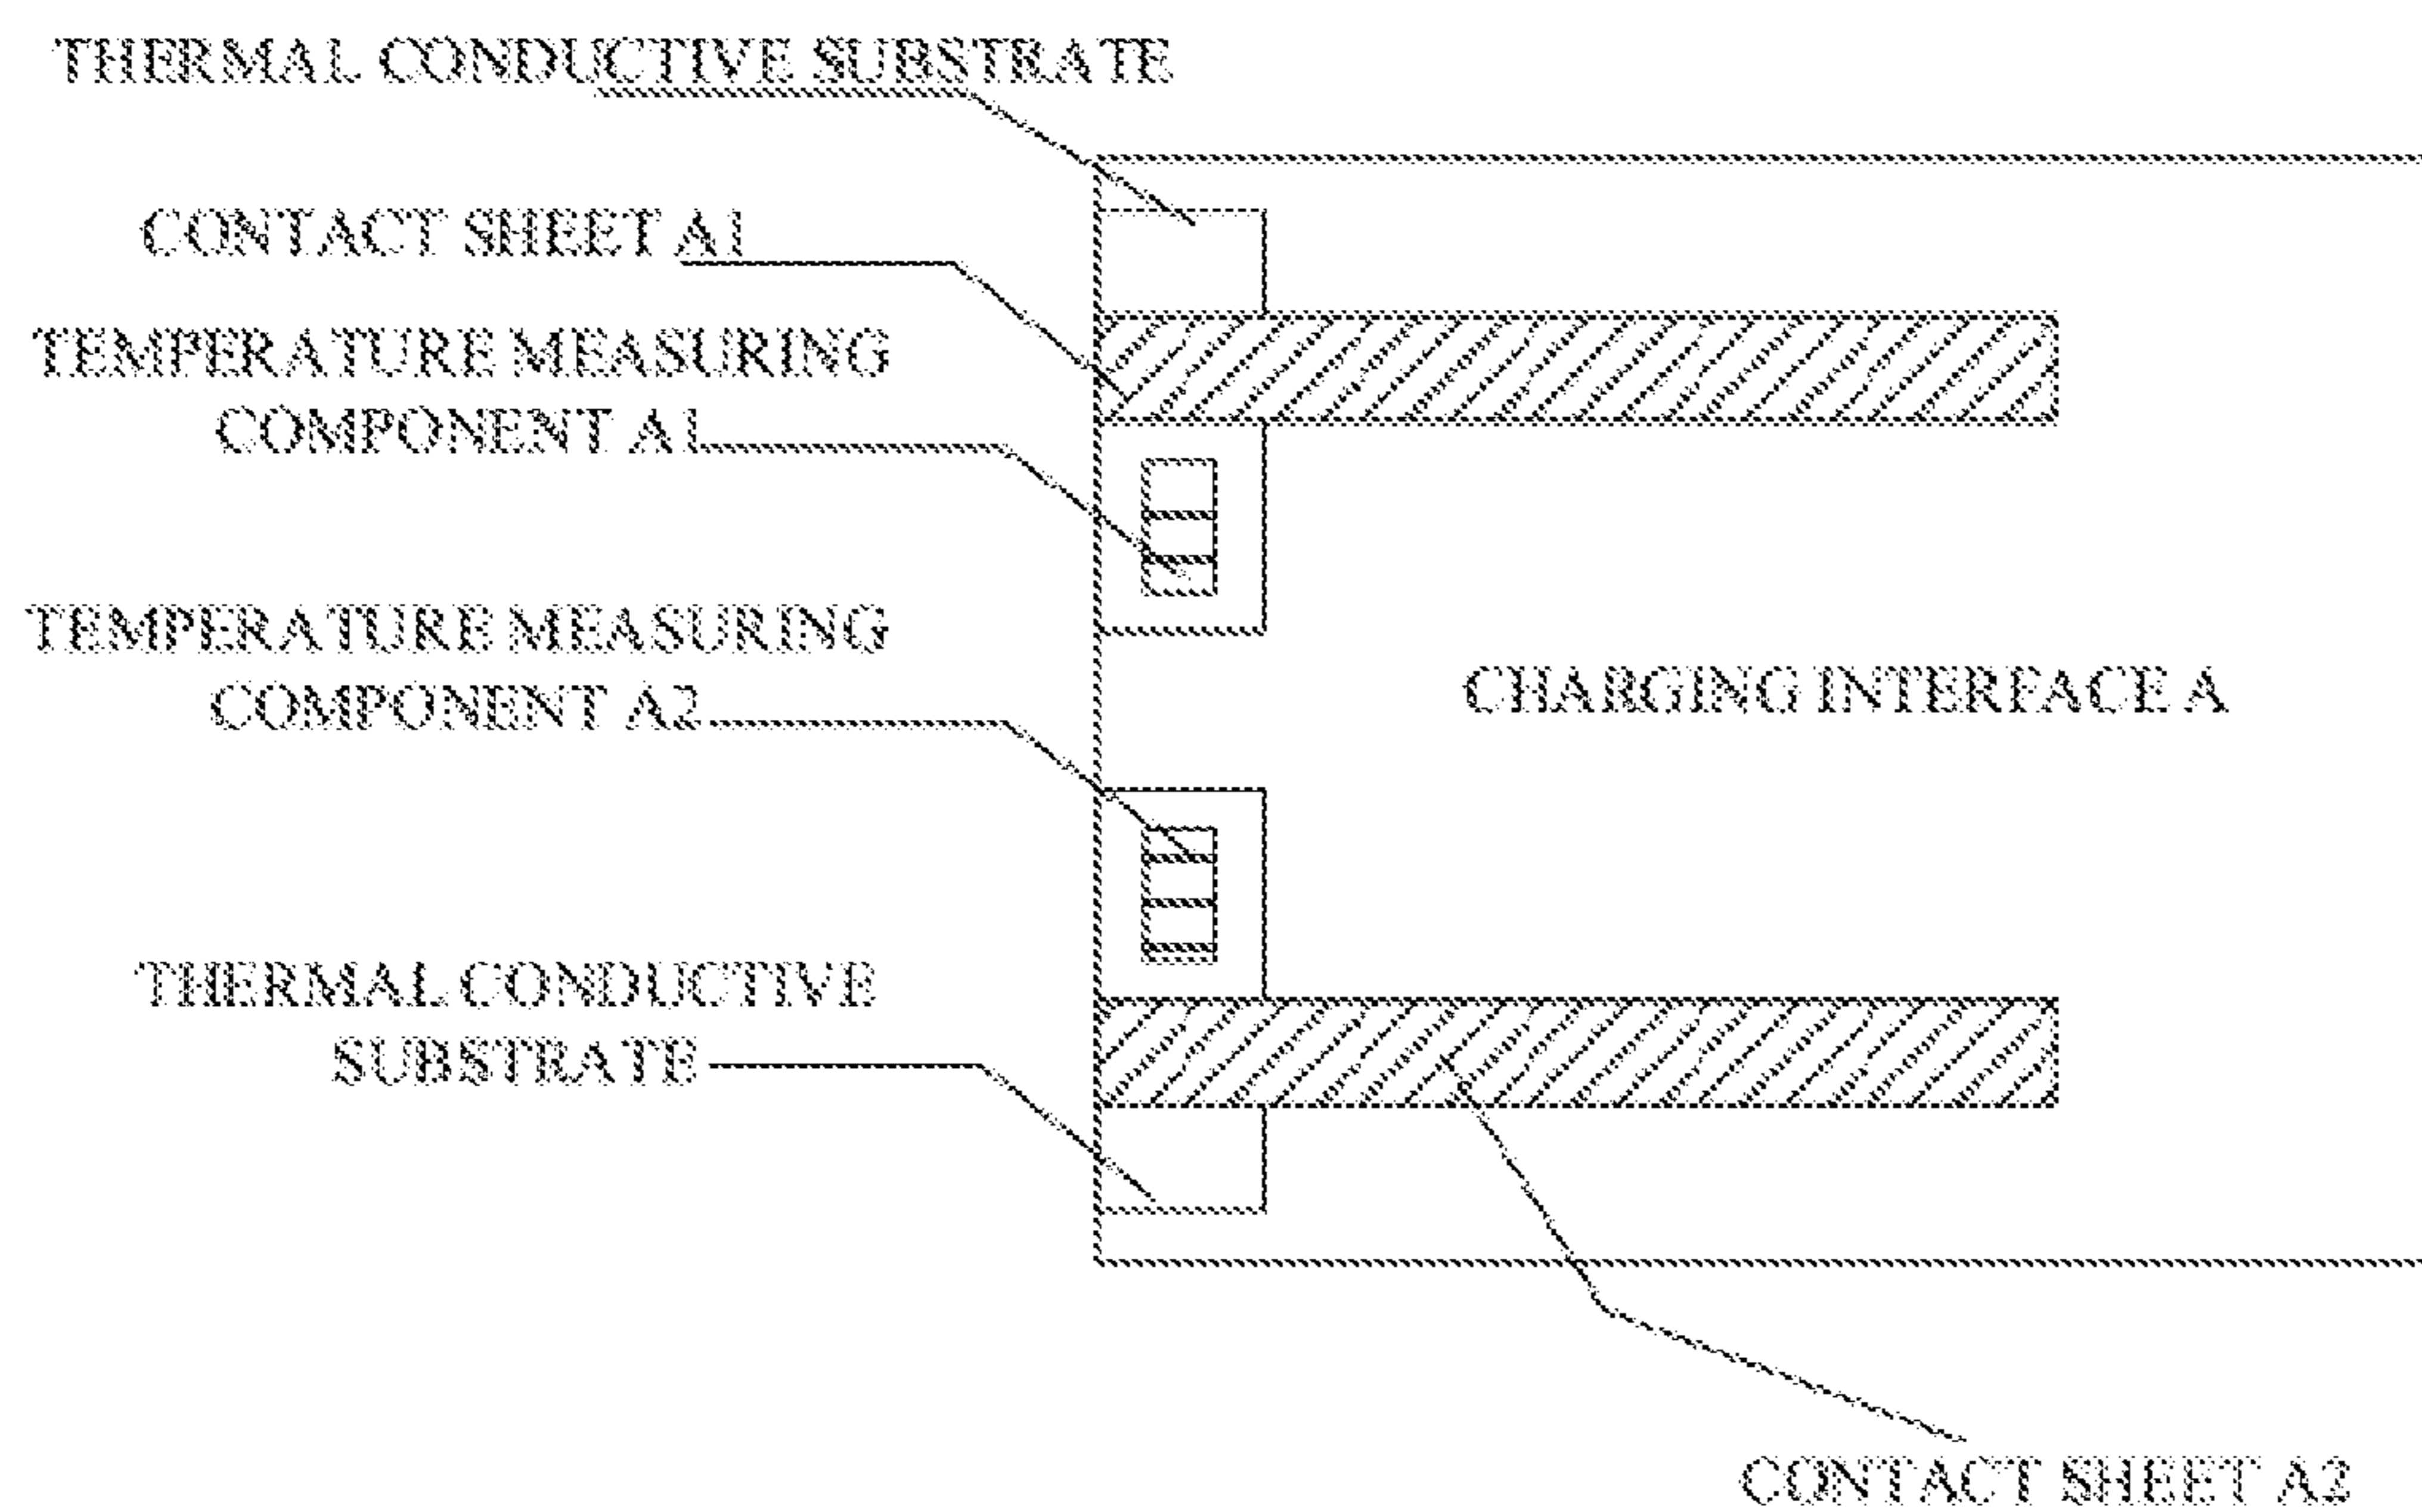 THERMAL CONDUCTIVE SUBSTRATE
CONTACT SHEET A1
TEMPERATURE MEASURING
COMPONENT A1
TEMPERATURE MEASURING
COMPONENT A2
CHARGING INTERFACE A
THERMAL CONDUCTIVE
SUBSTRATE
CONTACT SHEET A2